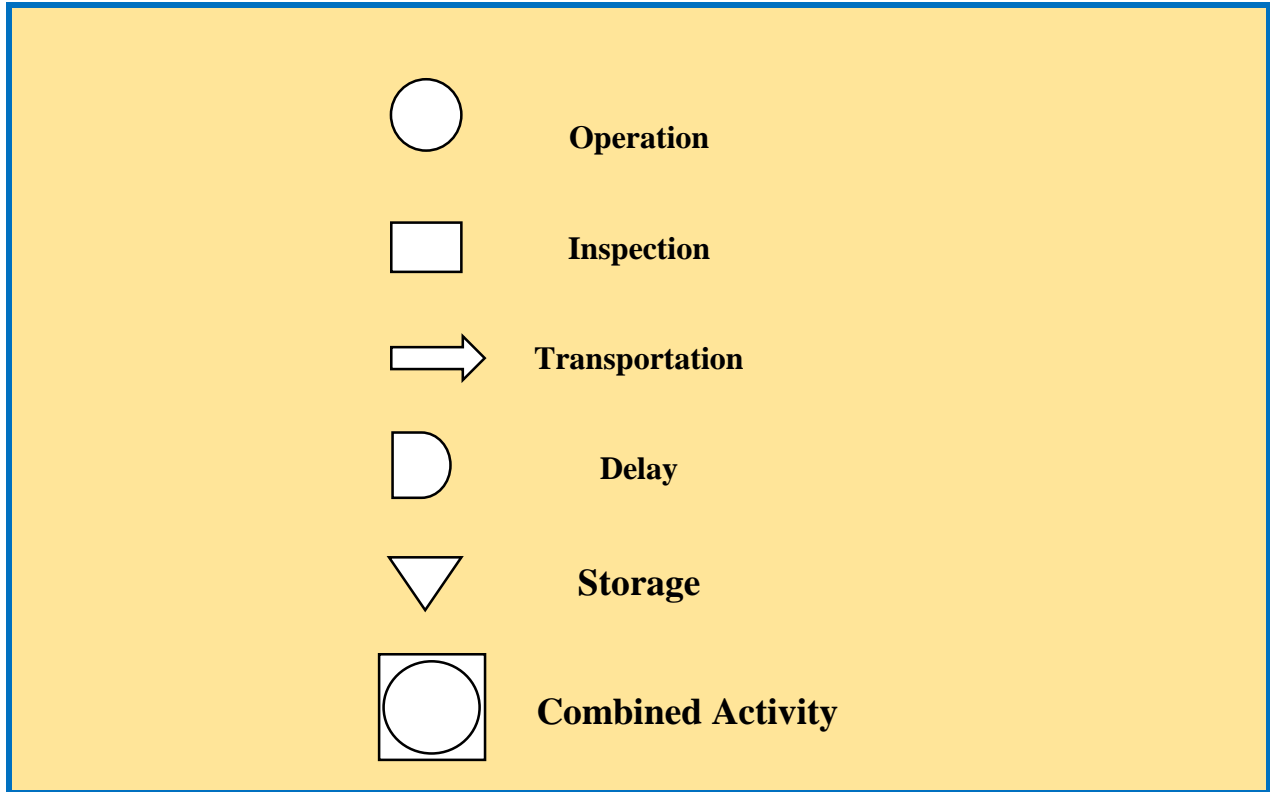 Operation
Inspection
Transportation
Delay
Storage
Combined Activity